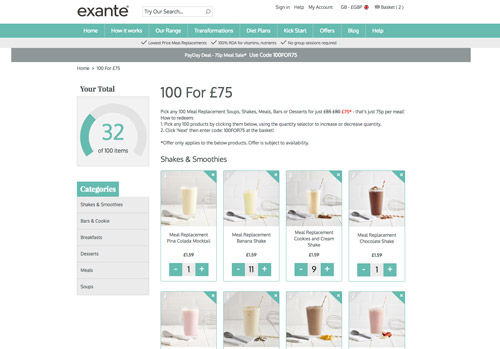 exante®
Try Our Search...
Sign in Help My Account GB - £GBP Basket ( 2 )
Home How it works Our Range Transformations Diet Plans Kick Start Offers Blog Help
Lowest Price Meal Replacements 100% RDA for vitamins, nutrients No group sessions required
PayDay Deal - 75p Meal Sale* Use Code 100FOR75
Home > 100 For £75
Your Total
32
of 100 items
Categories
Shakes & Smoothies
Bars & Cookie
Breakfasts
Desserts
Meals
Soups
100 For £75
Pick any 100 Meal Replacement Soups, Shakes, Meals, Bars or Desserts for just £75* - that's just 75p per meal!
How to redeem:
1. Pick any 100 products by clicking them below, using the quantity selector to increase or decrease quantity.
2. Click 'Next' then enter code: 100FOR75 at the basket!
*Offer only applies to the below products. Offer is subject to availability.
Shakes & Smoothies
Meal Replacement
Pina Colada Mocktail
£1.59
- 1 +
Meal Replacement
Banana Shake
£1.59
- 11 +
Meal Replacement
Cookies and Cream
Shake
£1.59
- 9 +
Meal Replacement
Chocolate Shake
£1.59
- 1 +